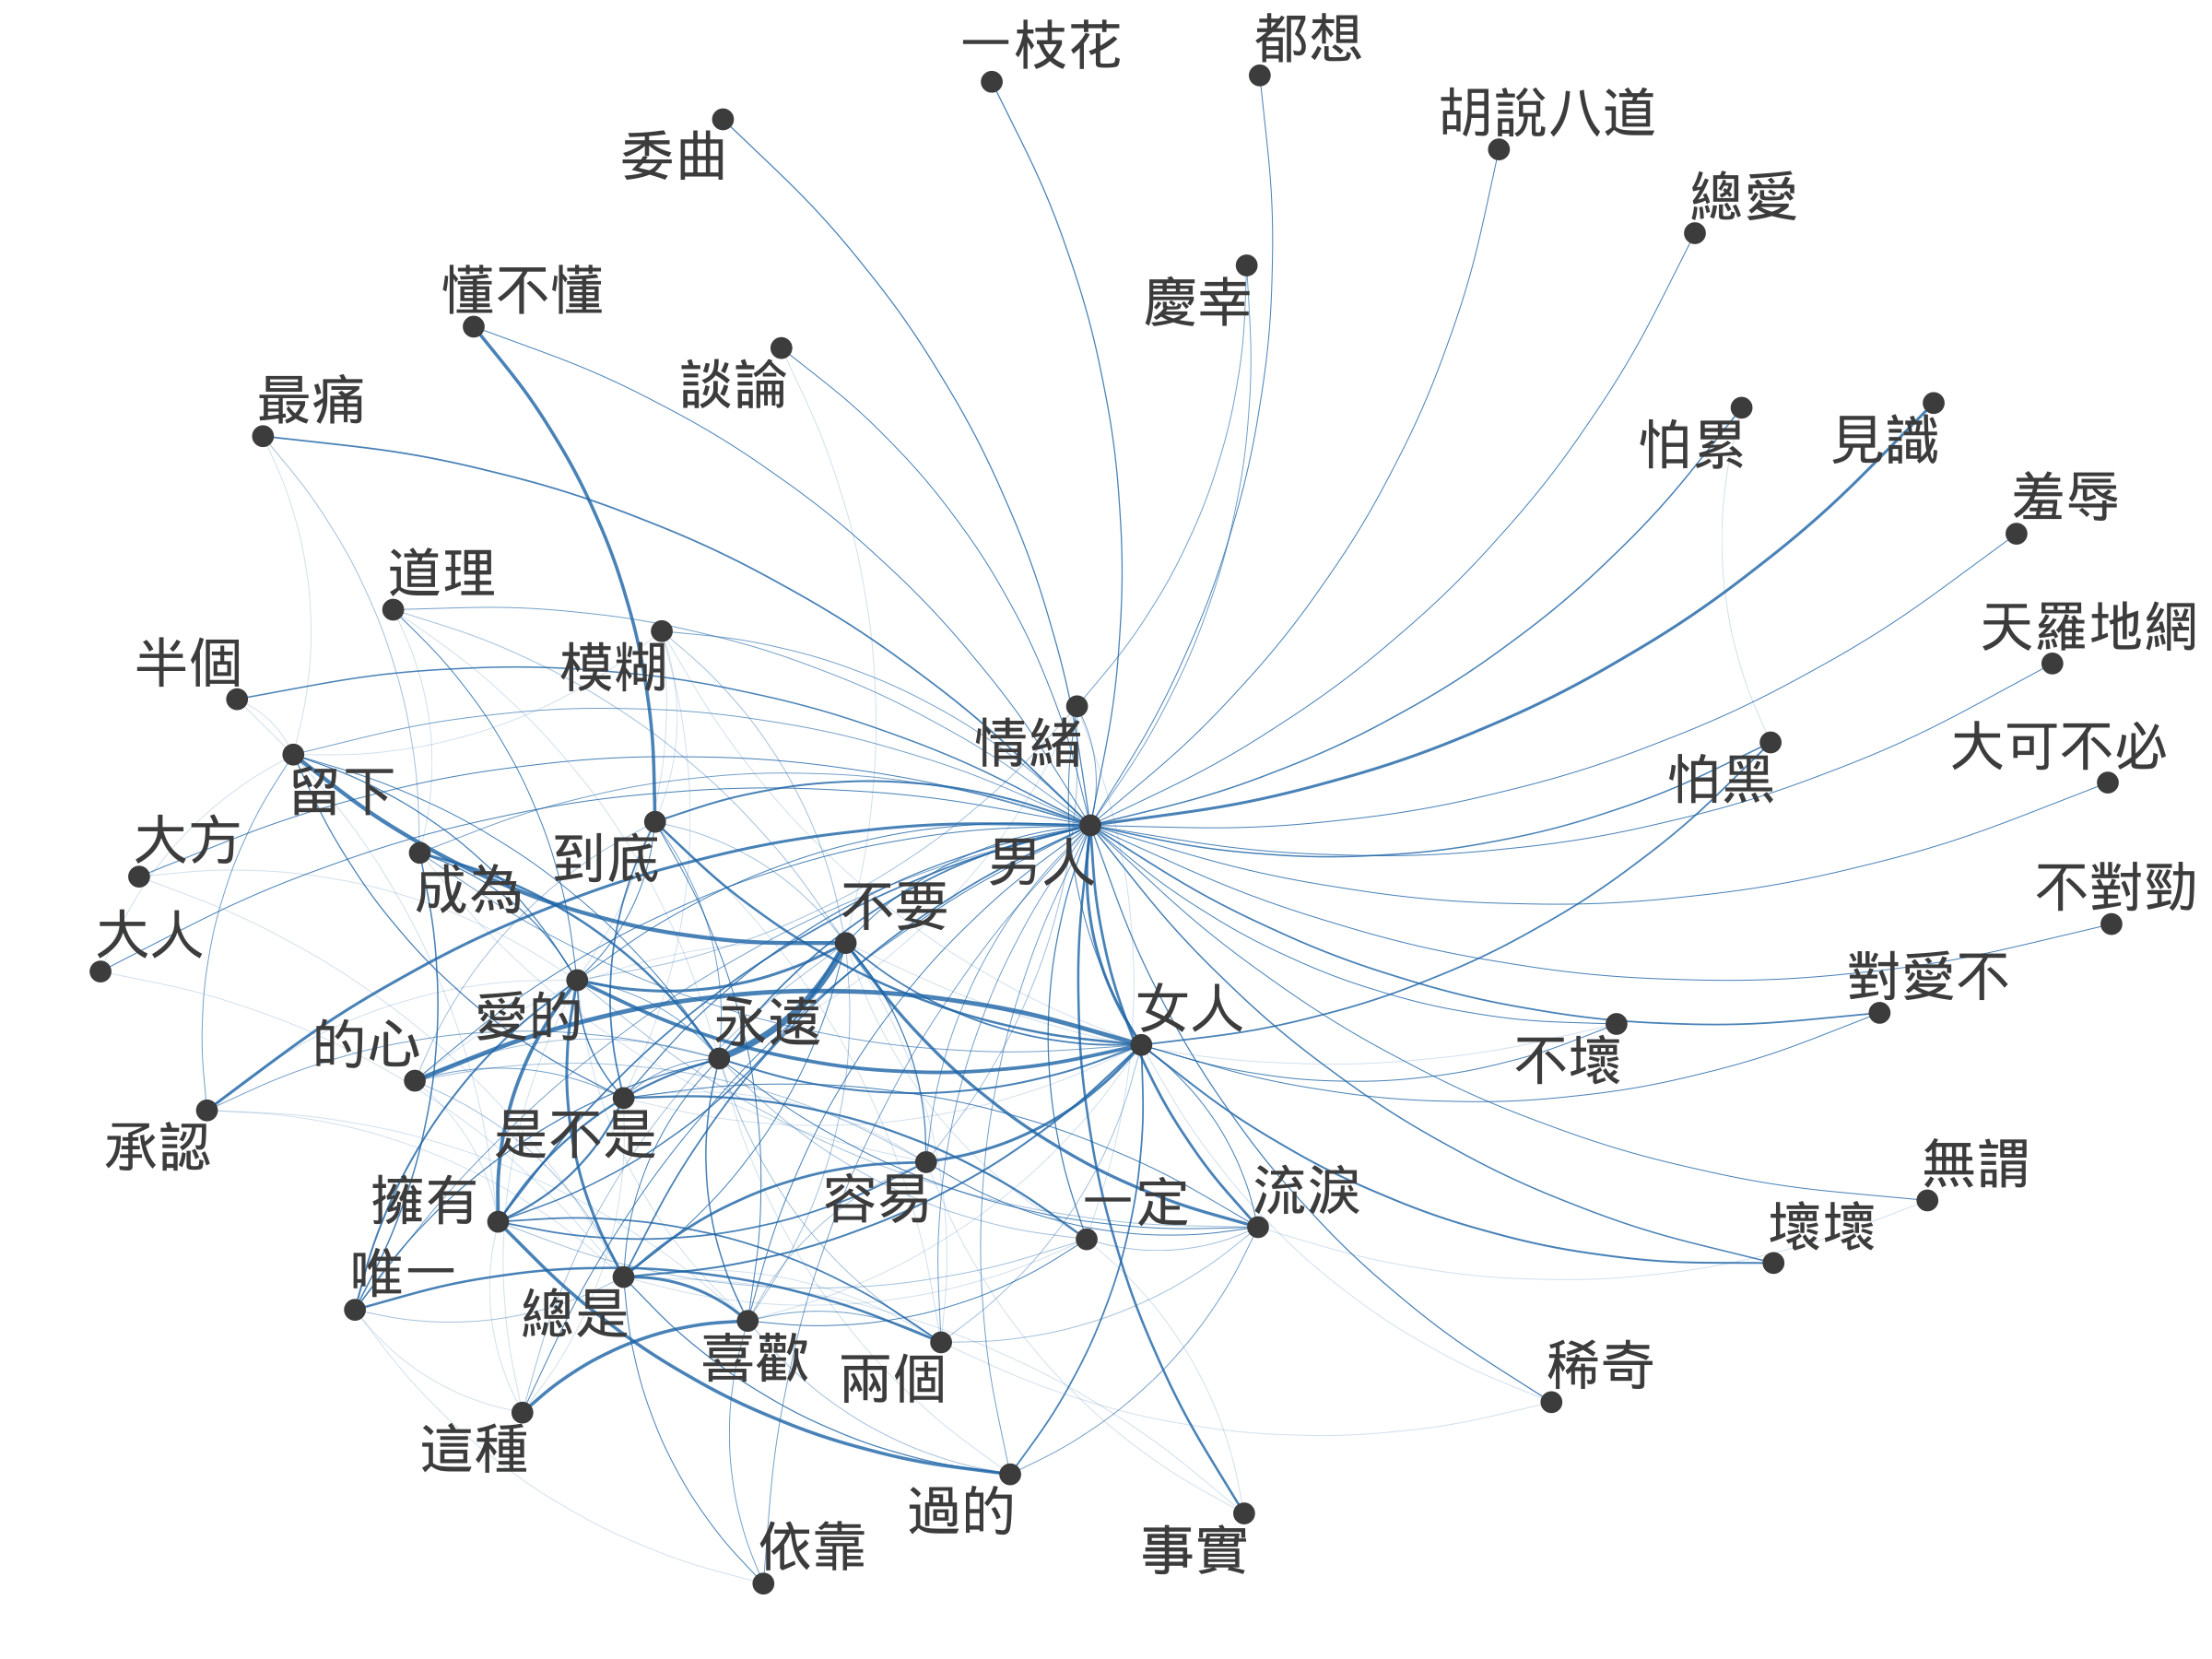 一枝花
都想
胡說八道
委曲
總愛
懂不懂
慶幸
談論
最痛
怕累
見識
羞辱
道理
天羅地網
半個
模糊
情緒
大可不必
怕黑
留下
大方
到底
男人
成為
不要
不對勁
大人
對愛不
愛的
永遠
女人
的心
不壞
承認
是不是
無謂
擁有
容易
一定
流淚
壞壞
唯一
總是
喜歡
兩個
稀奇
這種
過的
依靠
事實